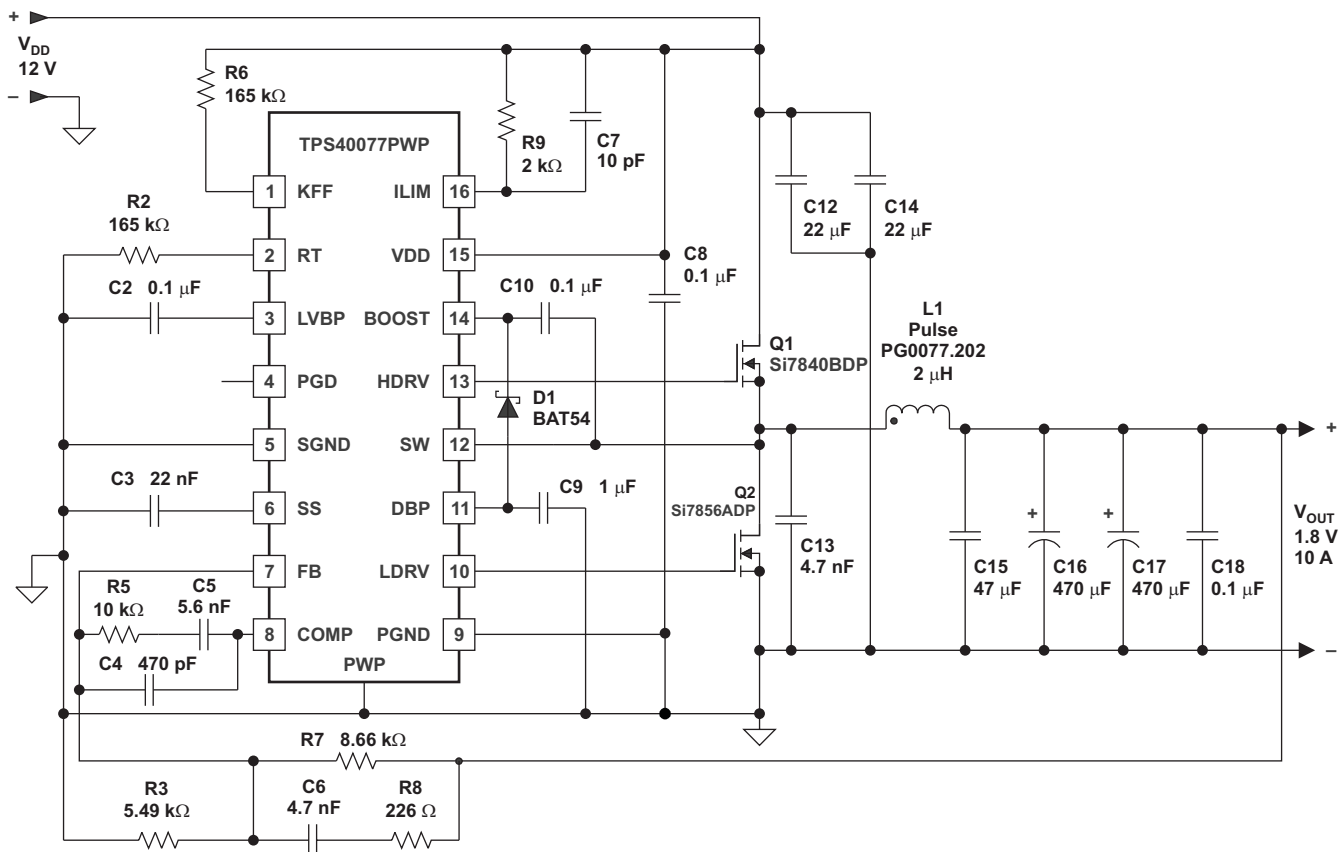 +
V_DD
12 V
–
R6
165 kΩ
TPS40077PWP
R9
2 kΩ
C7
10 pF
1 KFF
ILIM 16
C12
22 μF
C14
22 μF
R2
165 kΩ
2 RT
VDD 15
C8
0.1 μF
C2 0.1 μF
C10 0.1 μF
3 LVBP
BOOST 14
L1
Pulse
PG0077.202
2 μH
Q1
Si7840BDP
4 PGD
HDRV 13
D1
BAT54
5 SGND
SW 12
+
C3 22 nF
C9 1 μF
Q2
Si7856ADP
6 SS
DBP 11
C13
4.7 nF
+
+
V_OUT
1.8 V
10 A
C15
47 μF
C16
470 μF
C17
470 μF
C18
0.1 μF
7 FB
LDRV 10
R5
10 kΩ
C5
5.6 nF
8 COMP
PGND 9
–
C4 470 pF
PWP
R7 8.66 kΩ
R3
5.49 kΩ
C6
4.7 nF
R8
226 Ω